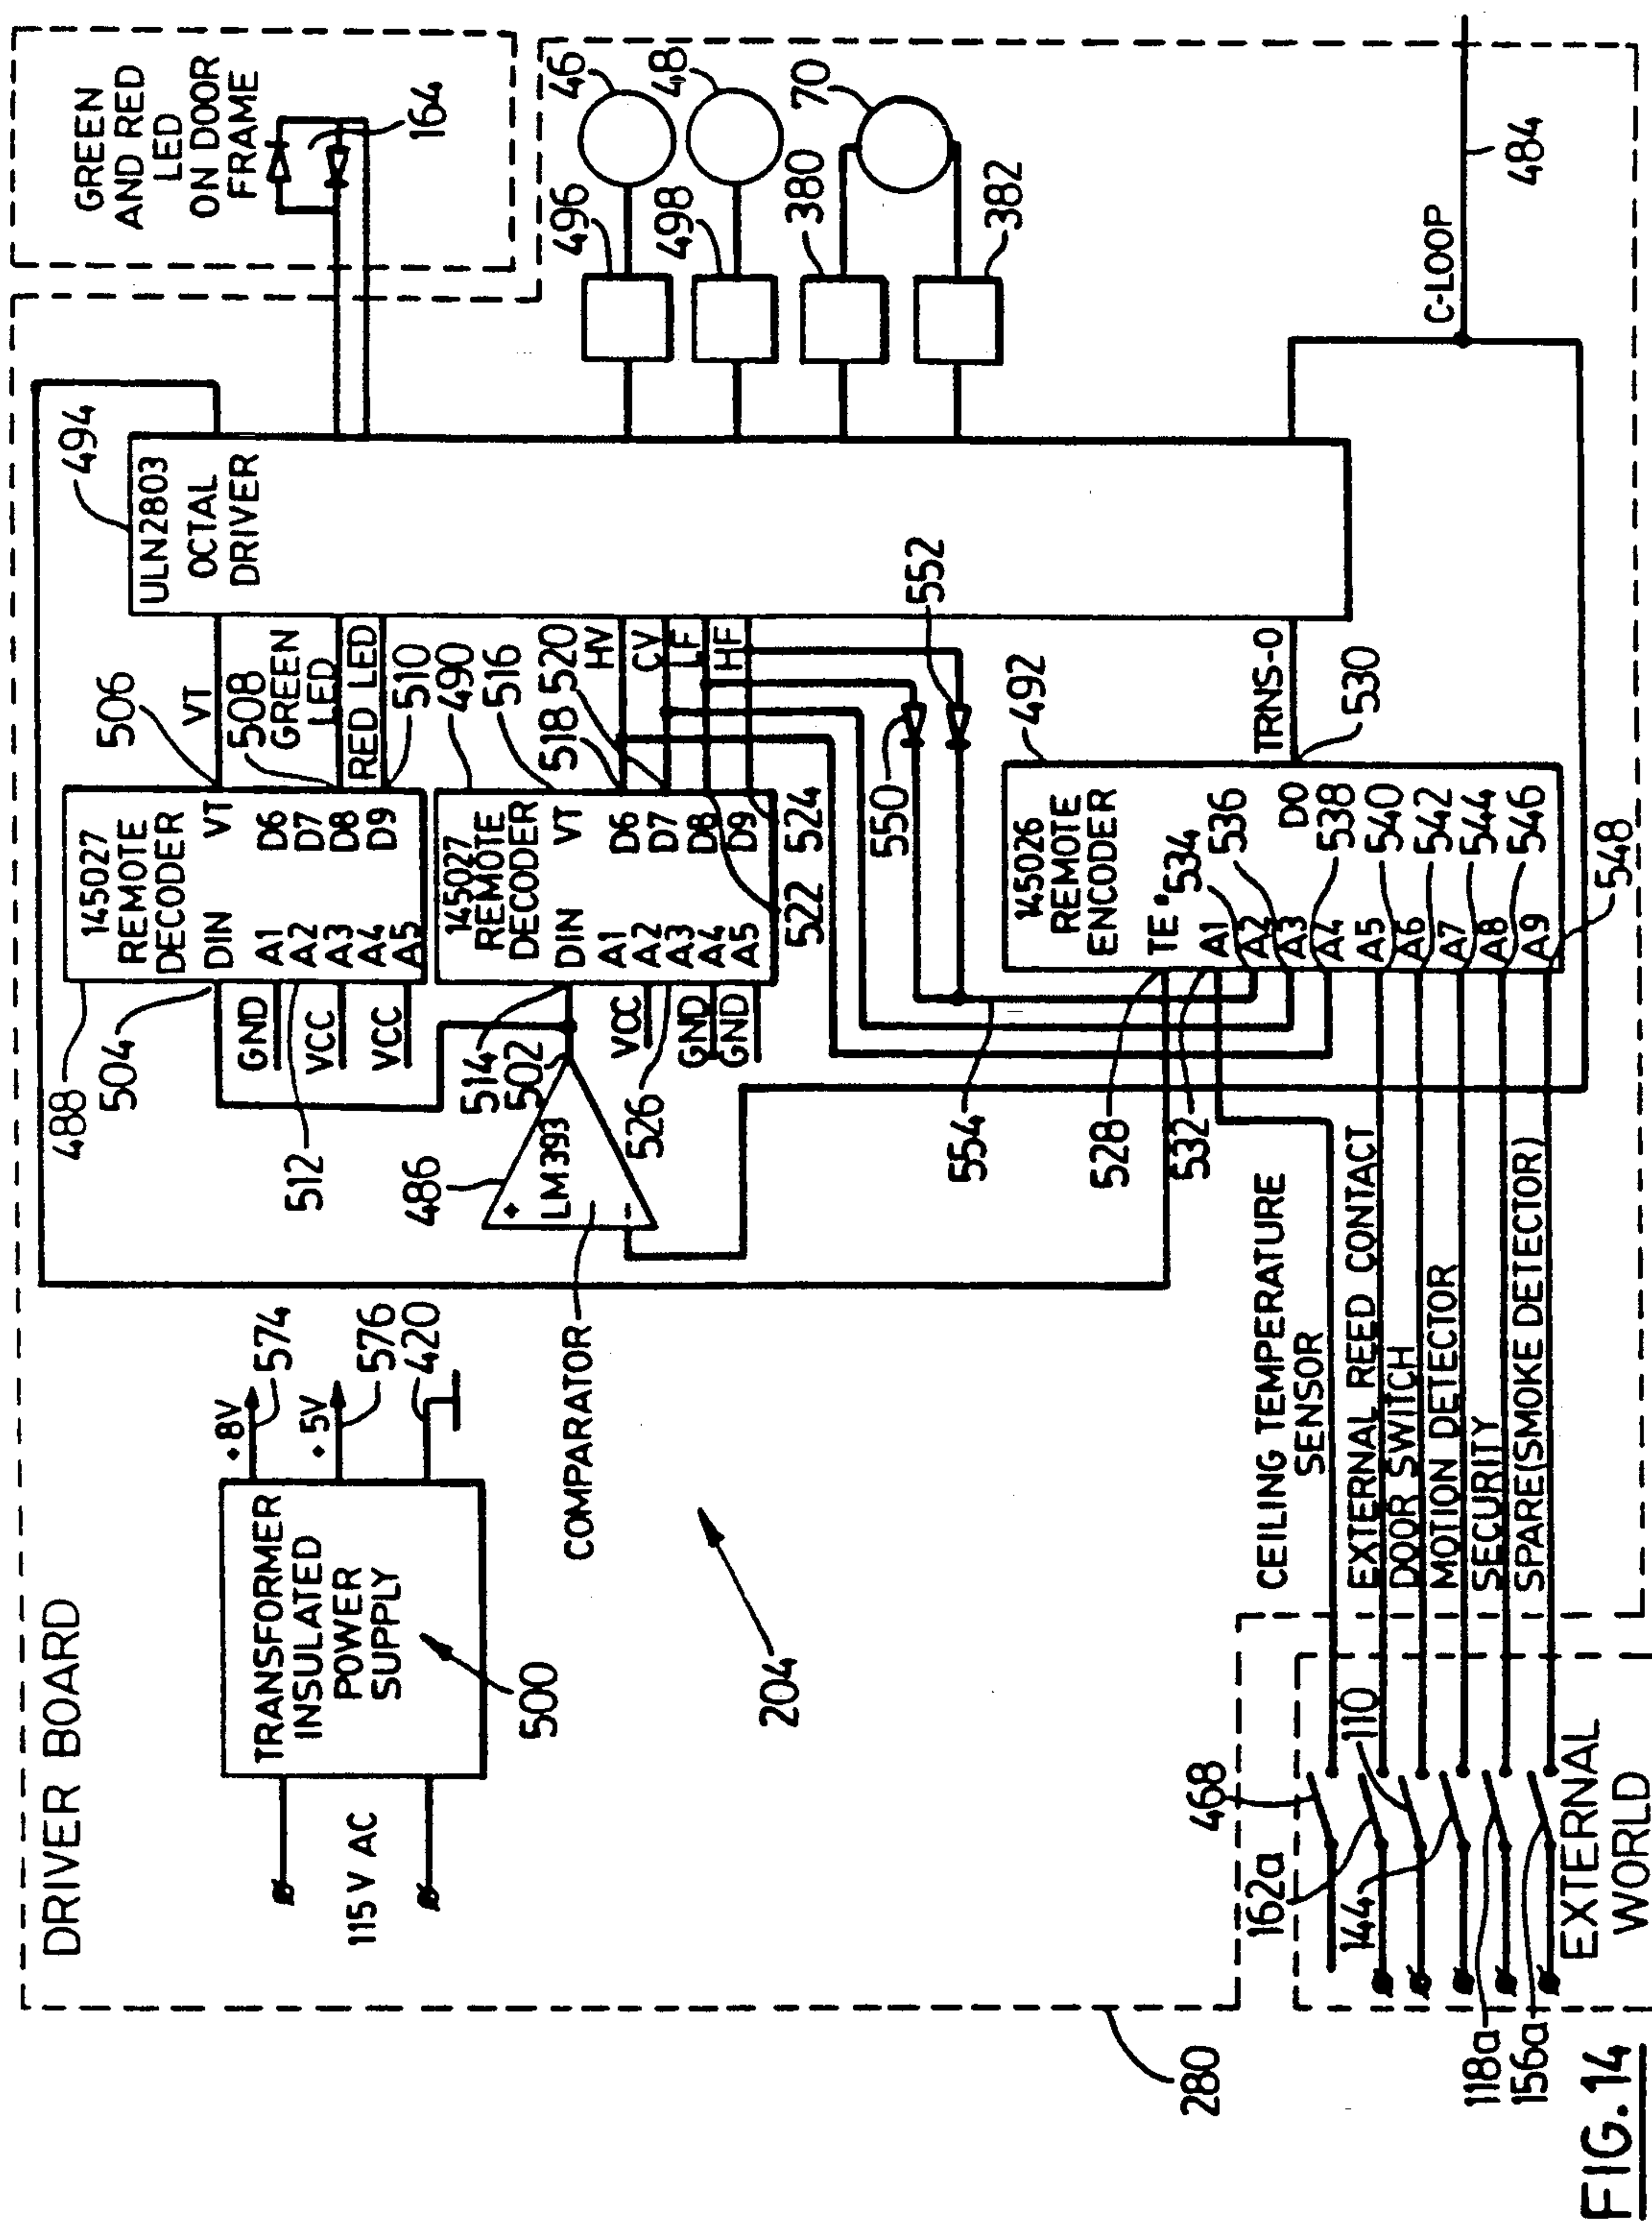 DRIVER BOARD
TRANSFORMER
INSULATED
POWER
SUPPLY
115V AC
+8V
574
+5V
576
420
500
204
280
COMPARATOR
486
+
LM393
-
502
488
504
145027
REMOTE
DECODER
DIN VT
A1 D6
A2 D7
A3 D8
A4 D9
A5
GND
VCC
VCC
512
506
VT
508
GREEN
LED
RED LED
510
490
516
518
520
514
145027
REMOTE
DECODER
DIN VT
A1 D6
A2 D7
A3 D8
A4 D9
A5
VCC
GND
GND
526
522
524
HV
CV
LF
HF
494
ULN2803
OCTAL
DRIVER
GREEN
AND RED
LED
ON DOOR
FRAME
164
496
46
498
48
380
70
382
550
552
554
492
145026
REMOTE
ENCODER
TE
A1
A2
A3
A4
A5
A6
A7
A8
A9
DO
TRNS-0
530
528
532
534
536
538
540
542
544
546
548
C-LOOP
484
CEILING TEMPERATURE
SENSOR
EXTERNAL REED CONTACT
DOOR SWITCH
MOTION DETECTOR
SECURITY
SPARE(SMOKE DETECTOR)
468
162a
110
144
118a
156a
EXTERNAL
WORLD
FIG.14